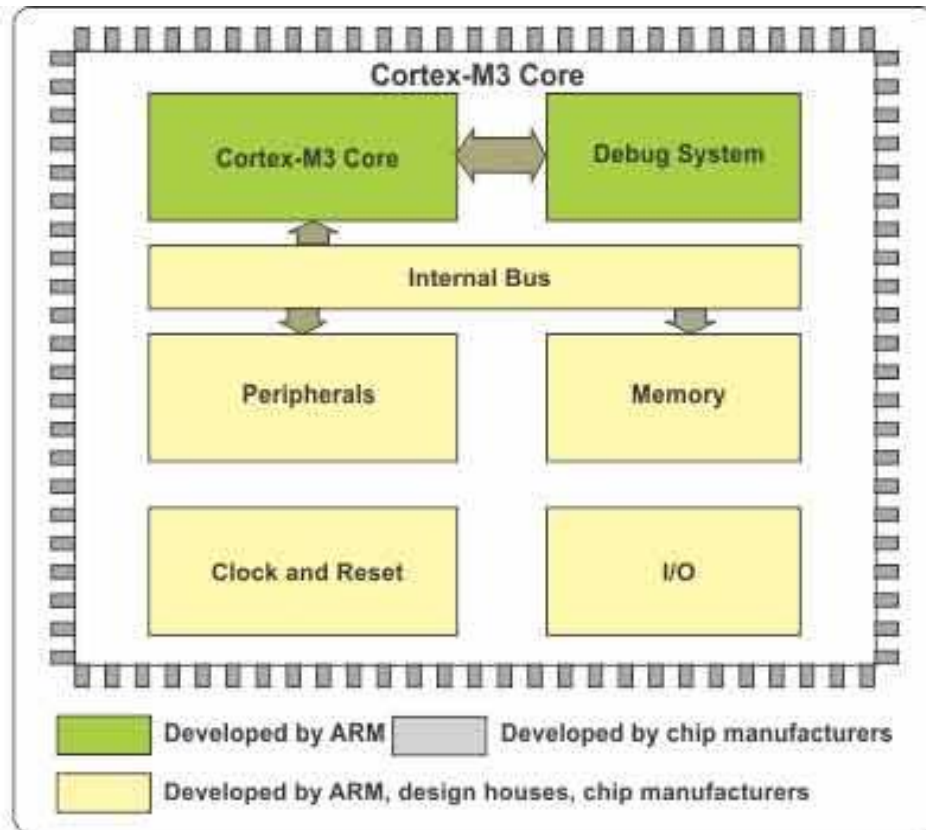 Cortex-M3 Core
Cortex-M3 Core
Debug System
Internal Bus
Peripherals
Memory
Clock and Reset
I/O
Developed by ARM
Developed by chip manufacturers
Developed by ARM, design houses, chip manufacturers